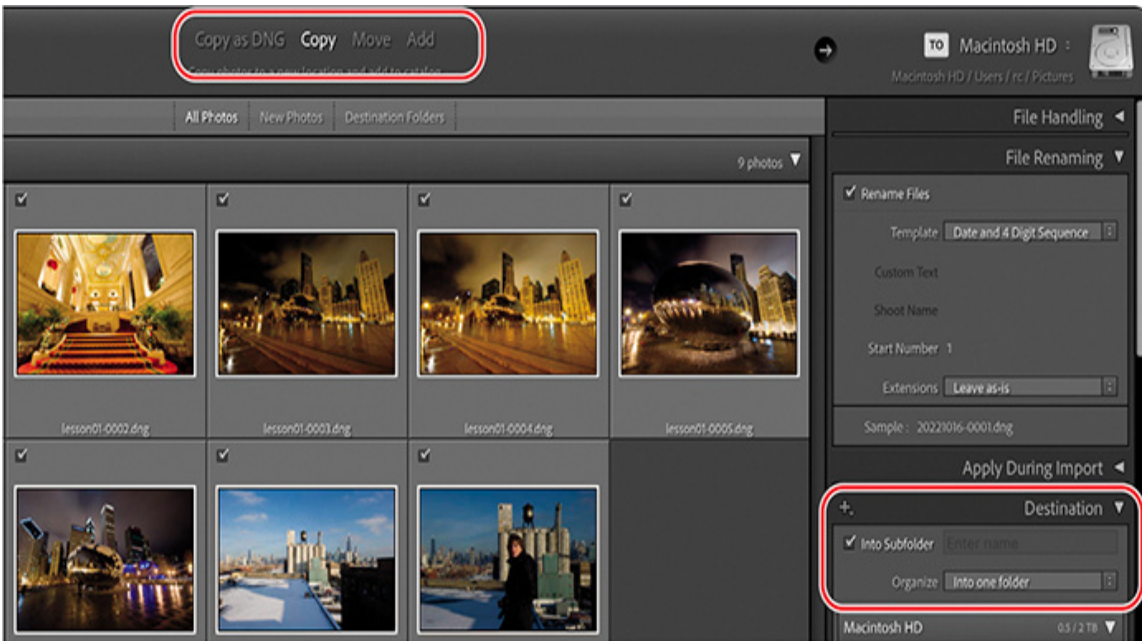 Copy as DNG Copy Move Add
Copy photos to a new location and add to catalog
TO Macintosh HD
Macintosh HD / Users / rc / Pictures
All Photos New Photos Destination Folders
9 photos
lesson01-0002.dng
lesson01-0003.dng
lesson01-0004.dng
lesson01-0005.dng
File Handling
File Renaming
Rename Files
Template Date and 4 Digit Sequence
Custom Text
Shoot Name
Start Number 1
Extensions Leave as-is
Sample : 20221016-0001.dng
Apply During Import
Destination
Into Subfolder Enter name
Organize Into one folder
Macintosh HD 0.5 / 2 TB